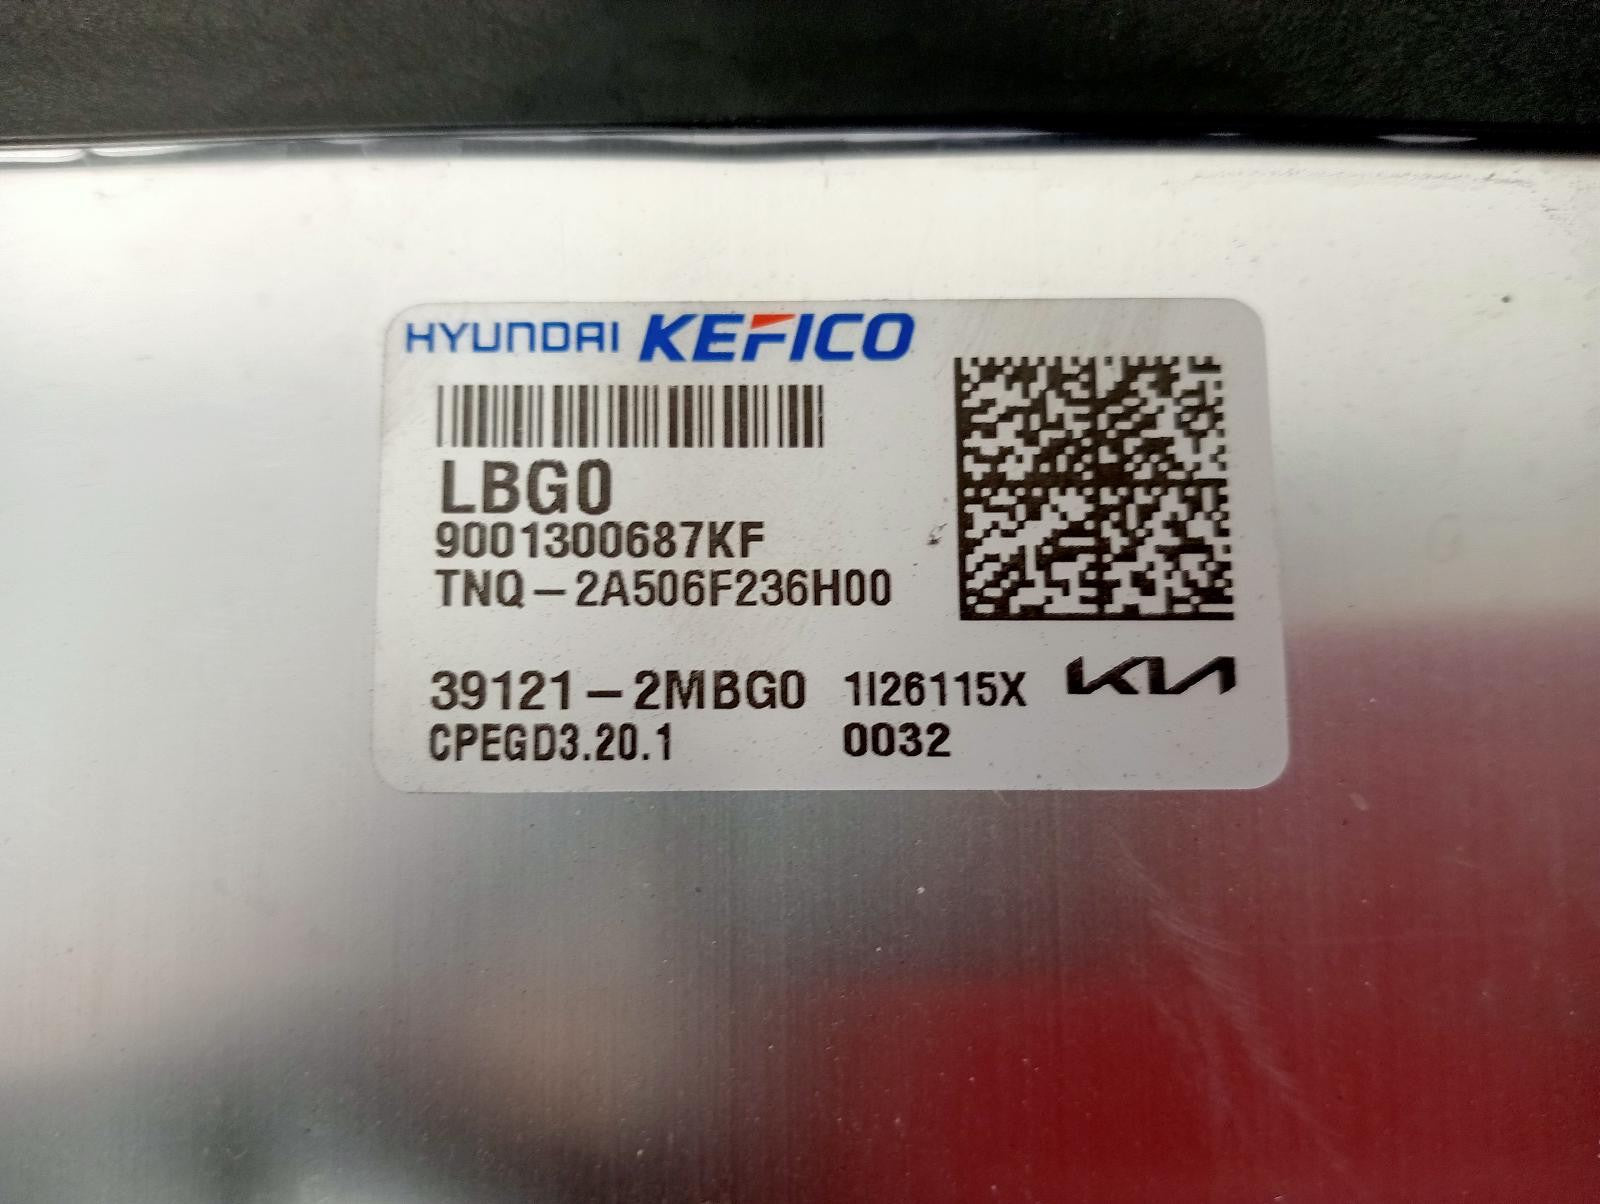 HYUNDAI KEFICO
LBG0
9001300687KF
TNQ-2A506F236H00
39121-2MBG0 1I26115X KIA
CPEGD3.20.1 0032